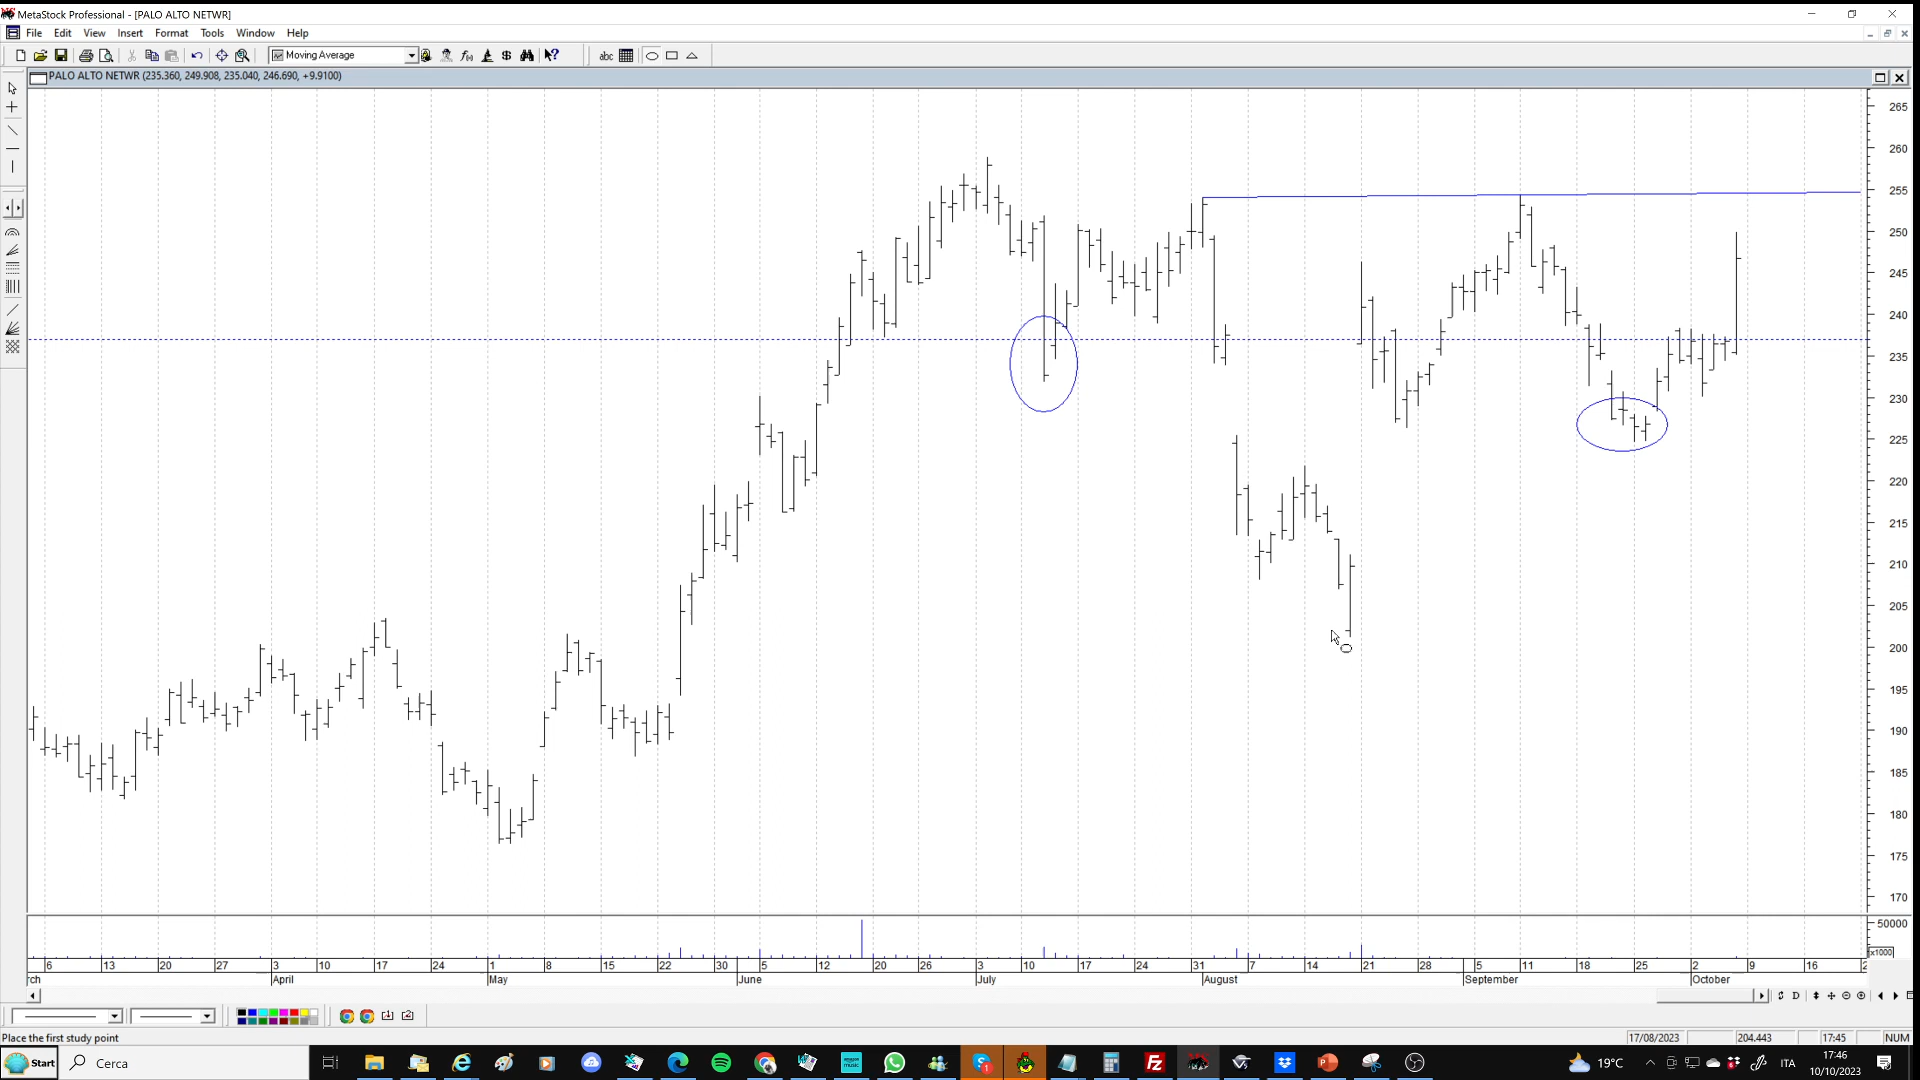 MetaStock Professional - [PALO ALTO NETWR]
File Edit View Insert Format Tools Window Help
Moving Average
abc
PALO ALTO NETWR (235.360, 249.908, 235.040, 246.690, +9.9100)
265
260
255
250
245
240
235
230
225
220
215
210
205
200
195
190
185
180
175
170
50000
x1000
6 13 20 27 3 10 17 24 1 8 15 22 30 5 12 20 26 3 10 17 24 31 7 14 21 28 5 11 18 25 2 9 16 2
rch April May June July August September October
D
Place the first study point
17/08/2023 204.443 17:45 NUM
Start Cerca 19°C ITA 17:46
10/10/2023